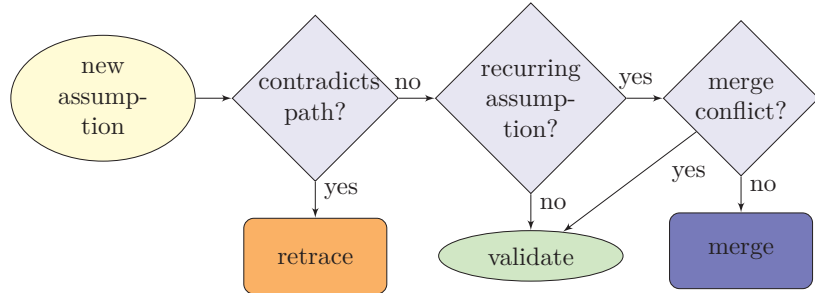 new
assump-
tion
contradicts
path?
no
recurring
assump-
tion?
yes
merge
conflict?
yes
no
yes
no
retrace
validate
merge